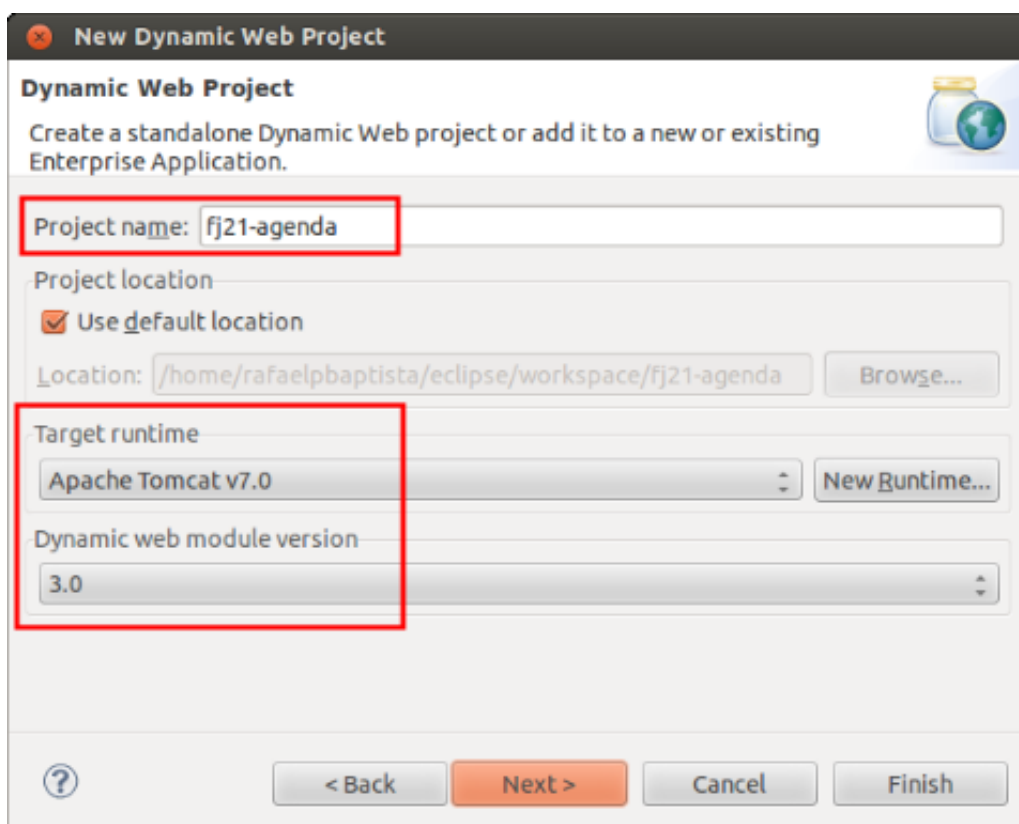 New Dynamic Web Project
Dynamic Web Project
Create a standalone Dynamic Web project or add it to a new or existing
Enterprise Application.
Project name: fj21-agenda
Project location
Use default location
Location: /home/rafaelpbaptista/eclipse/workspace/fj21-agenda Browse...
Target runtime
Apache Tomcat v7.0 New Runtime...
Dynamic web module version
3.0
? < Back Next > Cancel Finish